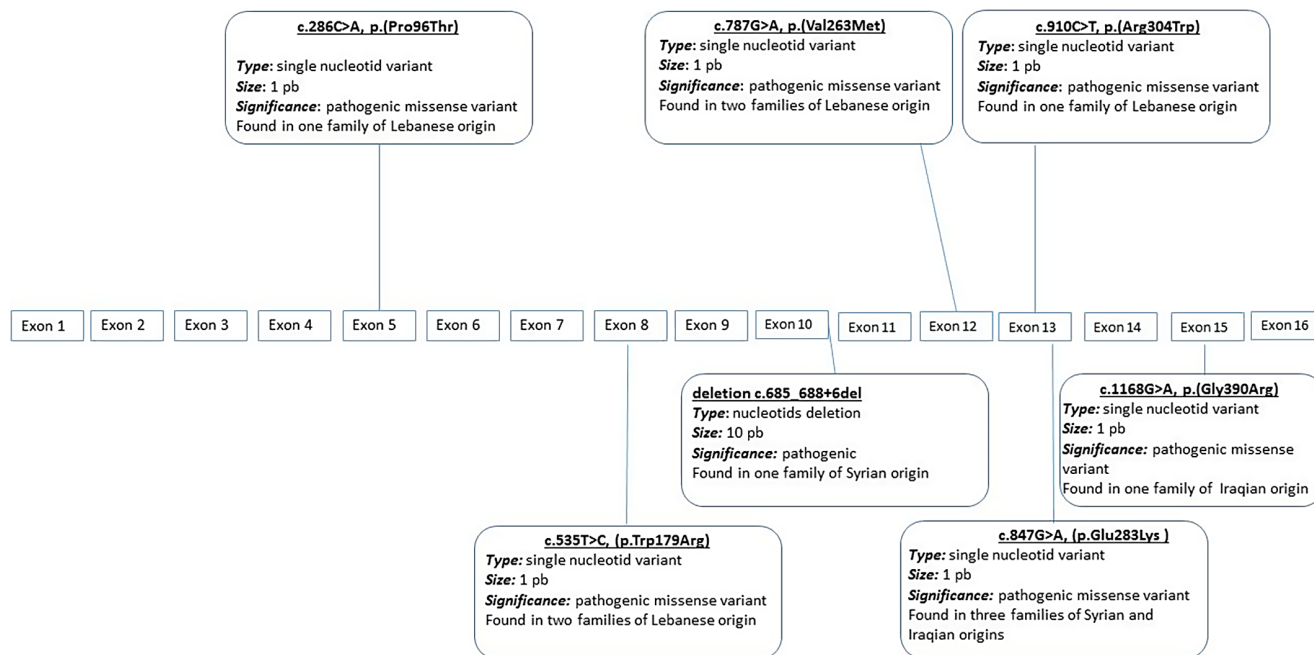 c.286C>A, p.(Pro96Thr)
Type: single nucleotid variant
Size: 1 pb
Significance: pathogenic missense variant
Found in one family of Lebanese origin
c.787G>A, p.(Val263Met)
Type: single nucleotid variant
Size: 1 pb
Significance: pathogenic missense variant
Found in two families of Lebanese origin
c.910C>T, p.(Arg304Trp)
Type: single nucleotid variant
Size: 1 pb
Significance: pathogenic missense variant
Found in one family of Lebanese origin
Exon 1
Exon 2
Exon 3
Exon 4
Exon 5
Exon 6
Exon 7
Exon 8
Exon 9
Exon 10
Exon 11
Exon 12
Exon 13
Exon 14
Exon 15
Exon 16
deletion c.685_688+6del
Type: nucleotids deletion
Size: 10 pb
Significance: pathogenic
Found in one family of Syrian origin
c.1168G>A, p.(Gly390Arg)
Type: single nucleotid variant
Size: 1 pb
Significance: pathogenic missense
variant
Found in one family of Iraqian origin
c.535T>C, (p.Trp179Arg)
Type: single nucleotid variant
Size: 1 pb
Significance: pathogenic missense variant
Found in two families of Lebanese origin
c.847G>A, (p.Glu283Lys )
Type: single nucleotid variant
Size: 1 pb
Significance: pathogenic missense variant
Found in three families of Syrian and
Iraqian origins